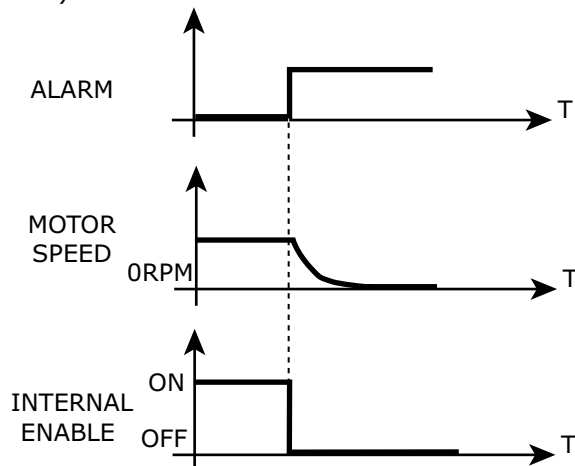 )
ALARM
T
MOTOR
SPEED
0RPM
T
ON
INTERNAL
ENABLE
OFF
T